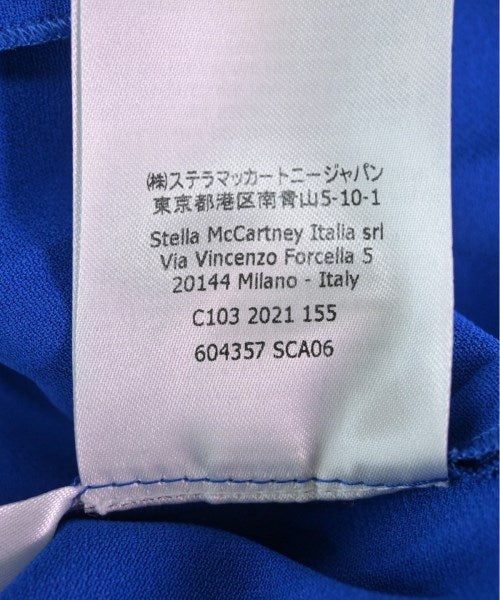 ㈱ステラマッカートニージャパン
東京都港区南青山5-10-1
Stella McCartney Italia srl
Via Vincenzo Forcella 5
20144 Milano - Italy
C103 2021 155
604357 SCA06